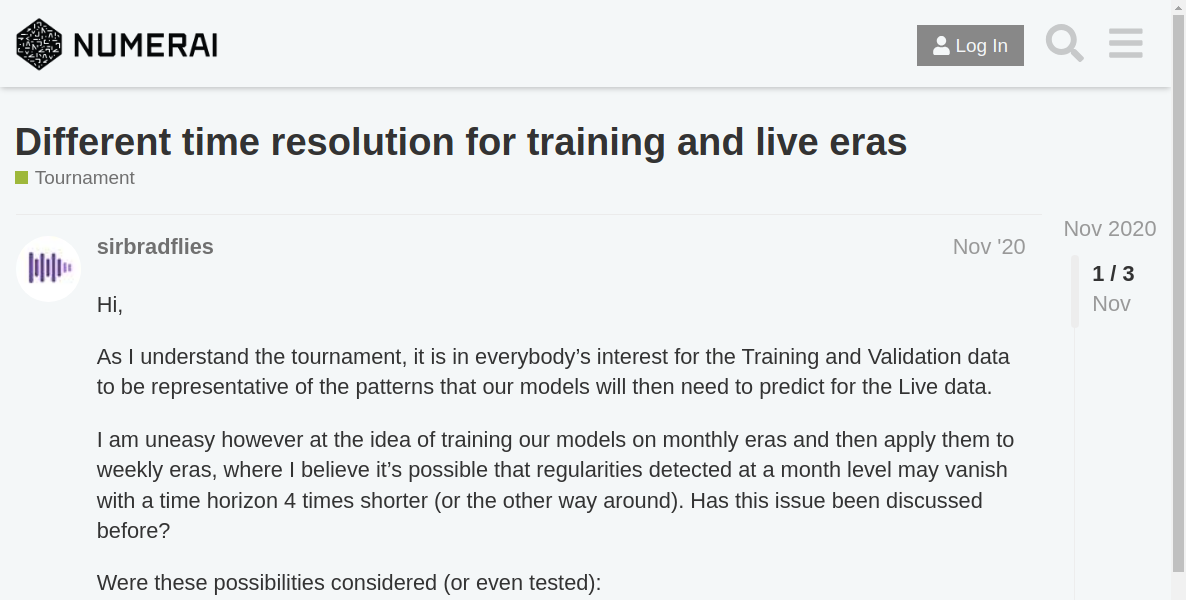 NUMERAI
Log In
Different time resolution for training and live eras
Tournament
sirbradflies
Nov '20
Nov 2020
1 / 3
Nov
Hi,
As I understand the tournament, it is in everybody’s interest for the Training and Validation data
to be representative of the patterns that our models will then need to predict for the Live data.
I am uneasy however at the idea of training our models on monthly eras and then apply them to
weekly eras, where I believe it’s possible that regularities detected at a month level may vanish
with a time horizon 4 times shorter (or the other way around). Has this issue been discussed
before?
Were these possibilities considered (or even tested):